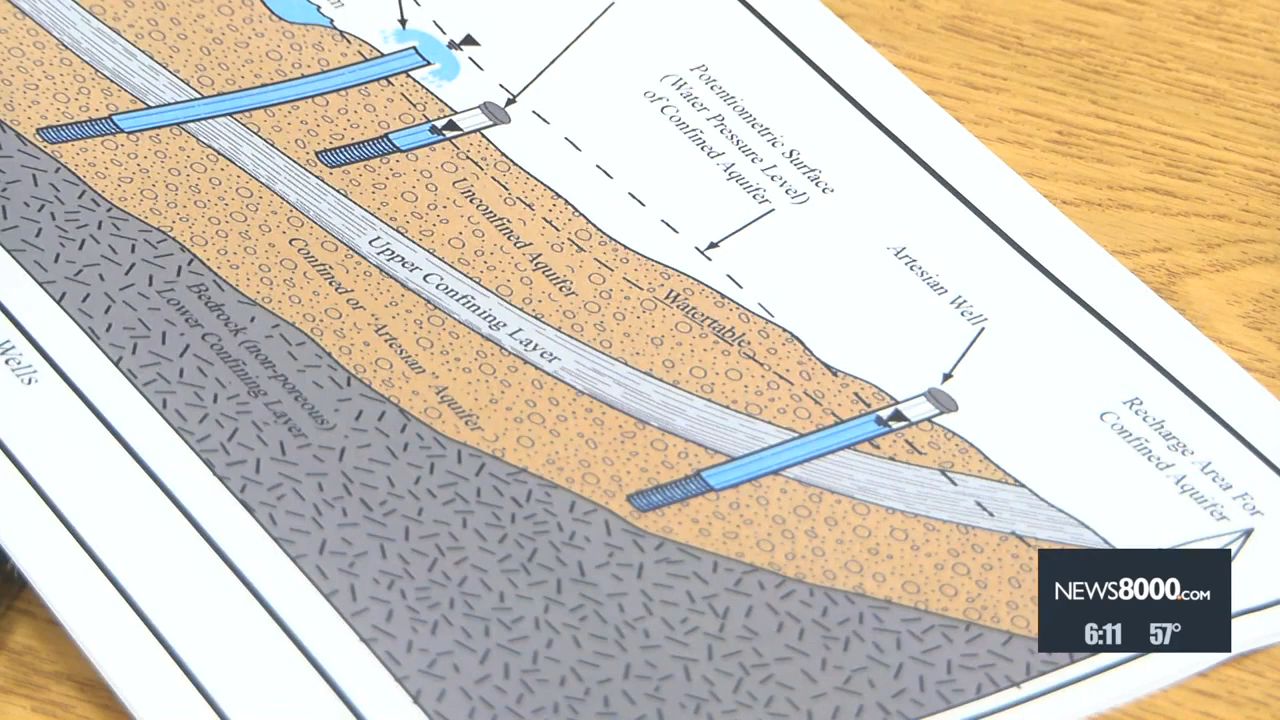 Potentiometric Surface
(Water Pressure Level)
of Confined Aquifer
Artesian Well
Recharge Area For
Confined Aquifer
Unconfined Aquifer
Watertable
Upper Confining Layer
Confined or "Artesian" Aquifer
Bedrock (non-porous)
Lower Confining Layer
Wells
NEWS8000.COM
6:11 57°